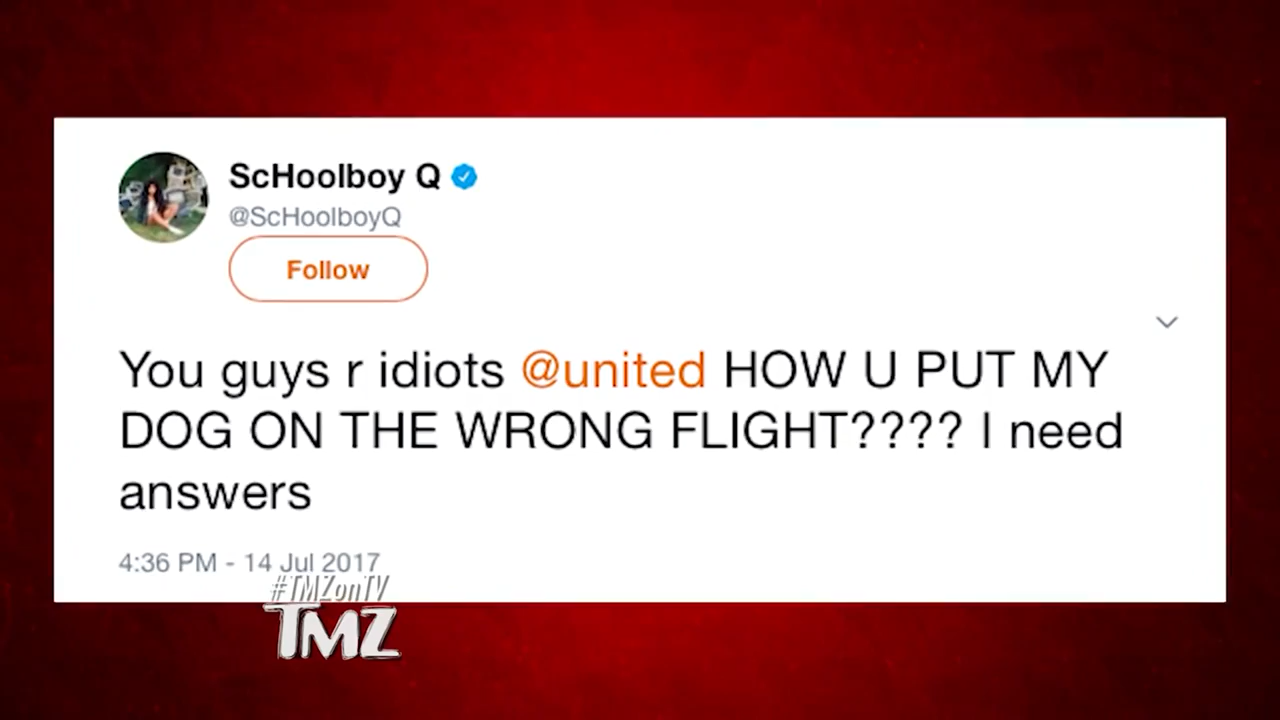 ScHoolboy Q
@ScHoolboyQ
Follow
You guys r idiots @united HOW U PUT MY
DOG ON THE WRONG FLIGHT???? I need
answers
4:36 PM - 14 Jul 2017
#TMZonTV
TMZ